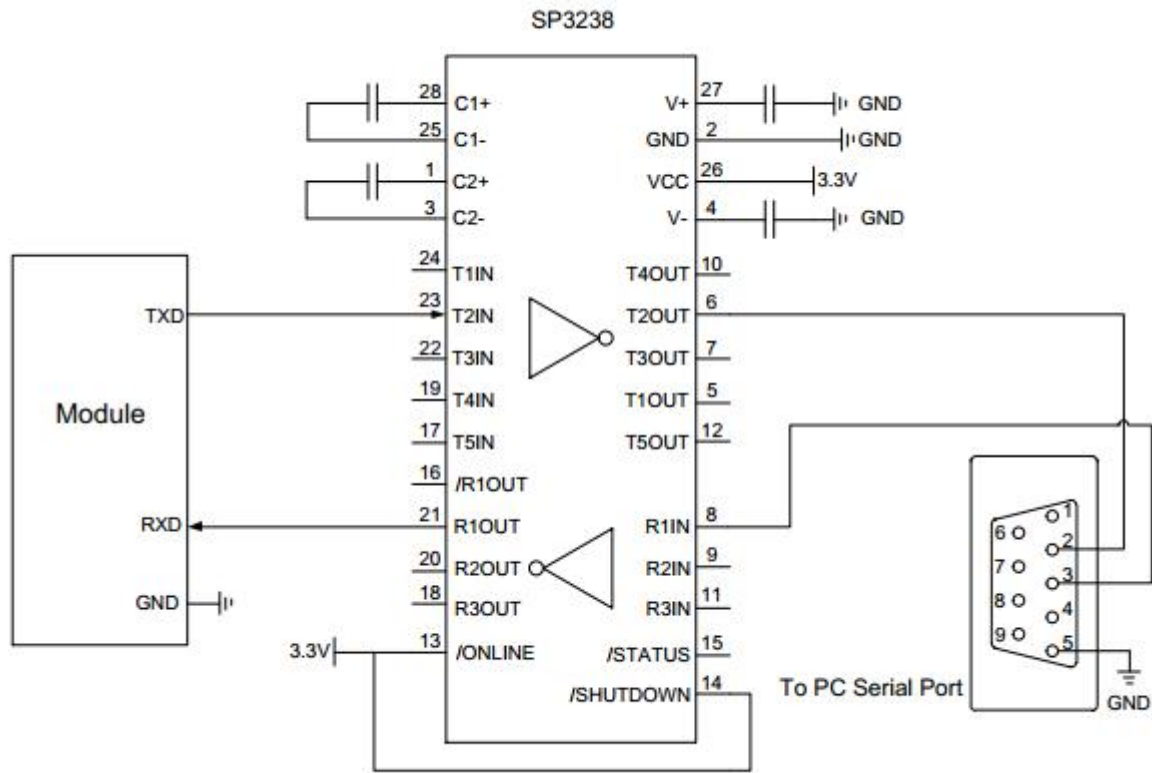 SP3238
28 C1+ V+ 27 GND
25 C1- GND 2 GND
1 C2+ VCC 26 3.3V
3 C2- V- 4 GND
24 T1IN T4OUT 10
TXD 23 T2IN T2OUT 6
22 T3IN T3OUT 7
19 T4IN T1OUT 5
Module
17 T5IN T5OUT 12
16 /R1OUT
RXD 21 R1OUT R1IN 8
20 R2OUT R2IN 9
GND 18 R3OUT R3IN 11
3.3V 13 /ONLINE /STATUS 15
/SHUTDOWN 14
1
6
2
7
3
8
4
9
5
To PC Serial Port
GND